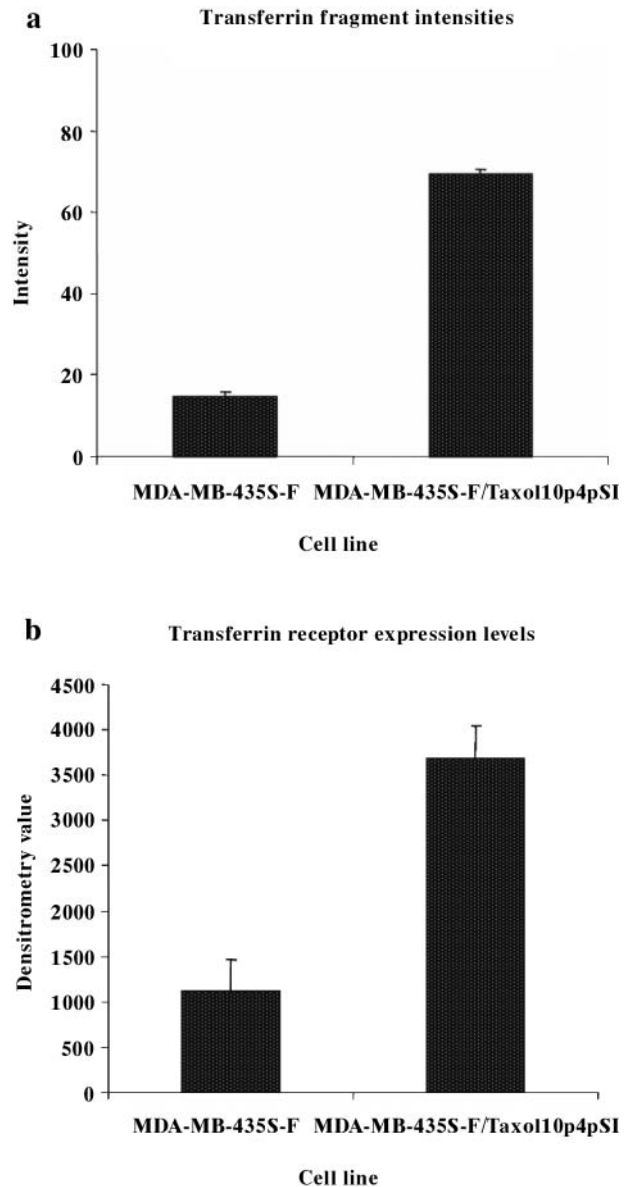 a
Transferrin fragment intensities
100
80
60
40
20
0
Intensity
MDA-MB-435S-F MDA-MB-435S-F/Taxol10p4pSI
Cell line
b
Transferrin receptor expression levels
4500
4000
3500
3000
2500
2000
1500
1000
500
0
Densitrometry value
MDA-MB-435S-F MDA-MB-435S-F/Taxol10p4pSI
Cell line